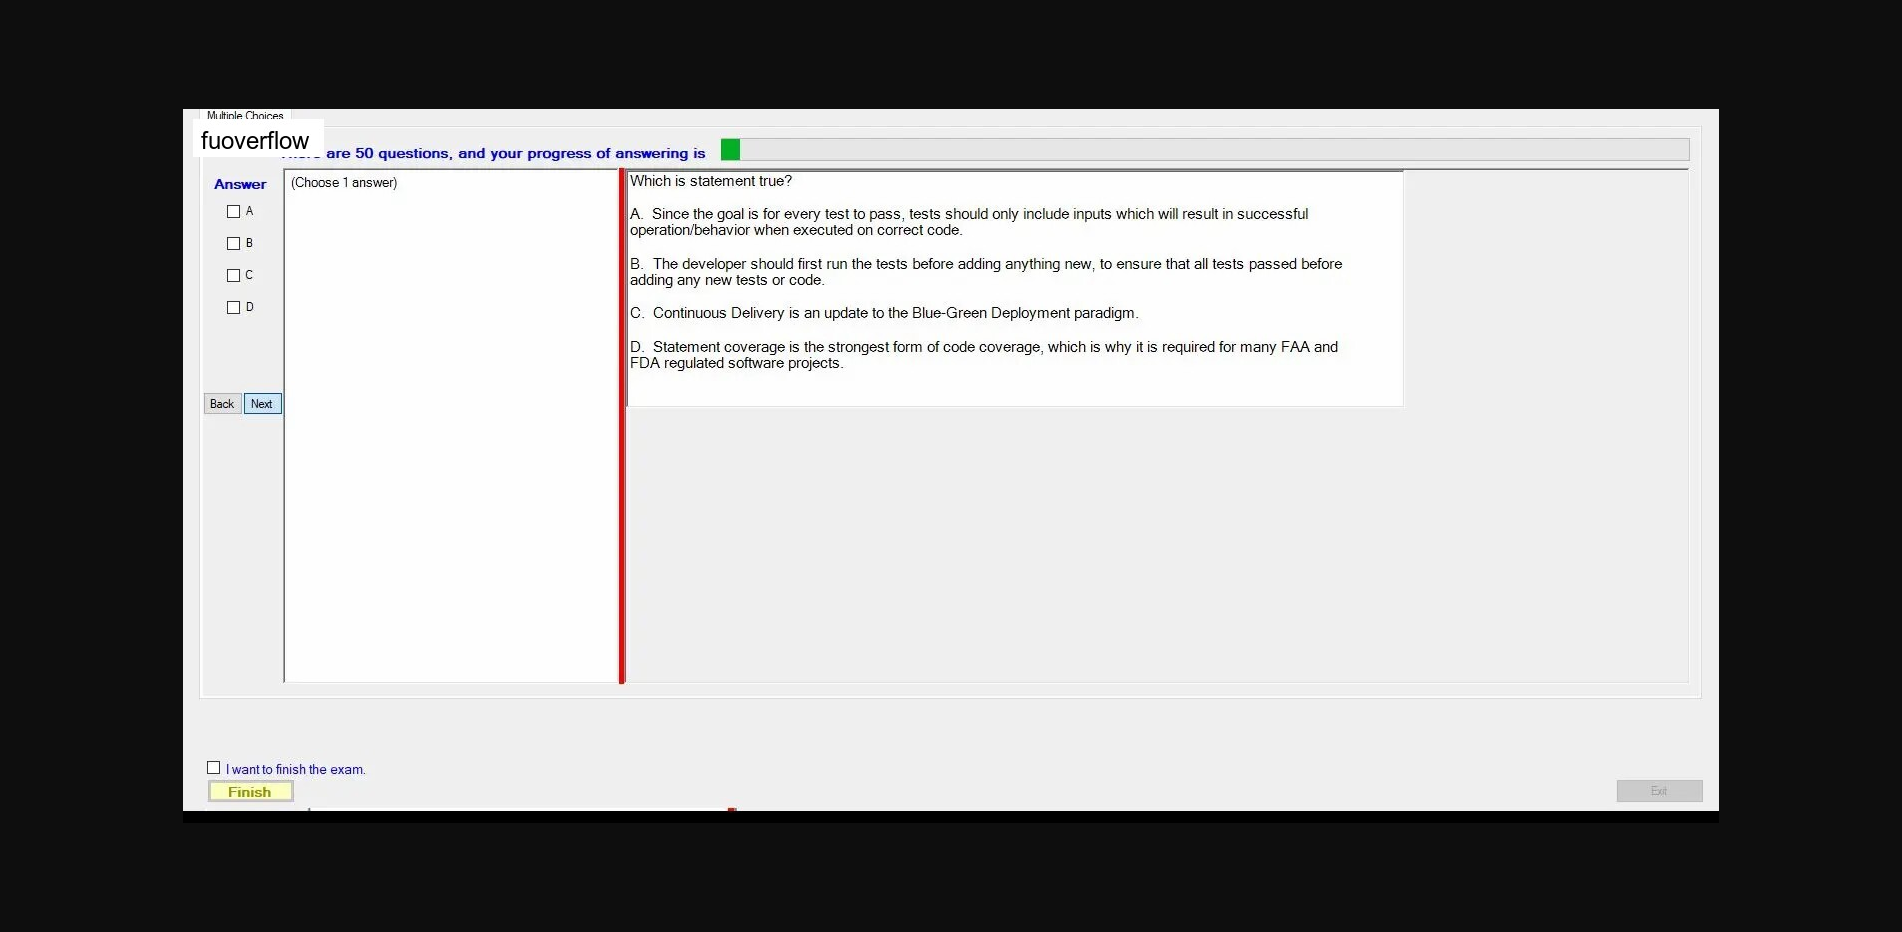 Multiple Choices
fuoverflow
are 50 questions, and your progress of answering is
Answer
(Choose 1 answer)
A
B
C
D
Back
Next
Which is statement true?
A. Since the goal is for every test to pass, tests should only include inputs which will result in successful
operation/behavior when executed on correct code.
B. The developer should first run the tests before adding anything new, to ensure that all tests passed before
adding any new tests or code.
C. Continuous Delivery is an update to the Blue-Green Deployment paradigm.
D. Statement coverage is the strongest form of code coverage, which is why it is required for many FAA and
FDA regulated software projects.
I want to finish the exam.
Finish
Exit